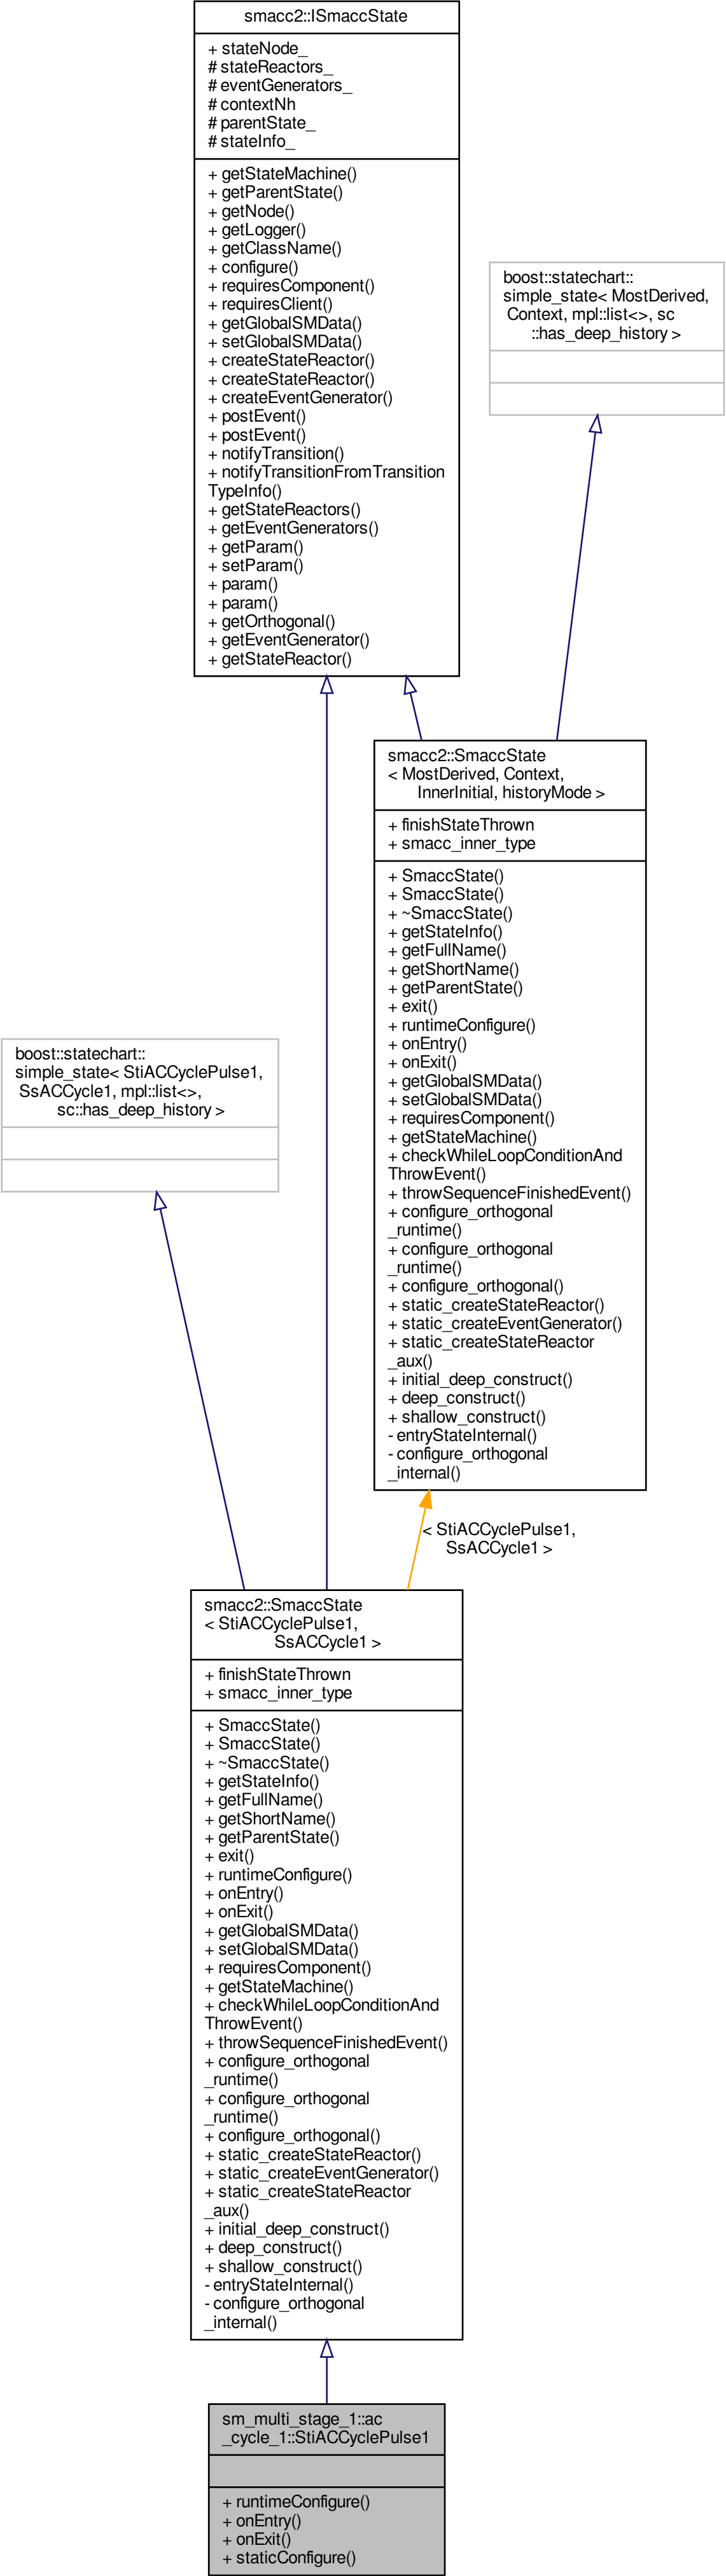 smacc2::ISmaccState
+ stateNode_
# stateReactors_
# eventGenerators_
# contextNh
# parentState_
# stateInfo_
+ getStateMachine()
+ getParentState()
+ getNode()
+ getLogger()
+ getClassName()
+ configure()
+ requiresComponent()
+ requiresClient()
+ getGlobalSMData()
+ setGlobalSMData()
+ createStateReactor()
+ createStateReactor()
+ createEventGenerator()
+ postEvent()
+ postEvent()
+ notifyTransition()
+ notifyTransitionFromTransition
TypeInfo()
+ getStateReactors()
+ getEventGenerators()
+ getParam()
+ setParam()
+ param()
+ param()
+ getOrthogonal()
+ getEventGenerator()
+ getStateReactor()
boost::statechart::
simple_state< MostDerived,
Context, mpl::list<>, sc
::has_deep_history >
smacc2::SmaccState
< MostDerived, Context,
InnerInitial, historyMode >
+ finishStateThrown
+ smacc_inner_type
+ SmaccState()
+ SmaccState()
+ ~SmaccState()
+ getStateInfo()
+ getFullName()
+ getShortName()
+ getParentState()
+ exit()
+ runtimeConfigure()
+ onEntry()
+ onExit()
+ getGlobalSMData()
+ setGlobalSMData()
+ requiresComponent()
+ getStateMachine()
+ checkWhileLoopConditionAnd
ThrowEvent()
+ throwSequenceFinishedEvent()
+ configure_orthogonal
_runtime()
+ configure_orthogonal
_runtime()
+ configure_orthogonal()
+ static_createStateReactor()
+ static_createEventGenerator()
+ static_createStateReactor
_aux()
+ initial_deep_construct()
+ deep_construct()
+ shallow_construct()
- entryStateInternal()
- configure_orthogonal
_internal()
boost::statechart::
simple_state< StiACCyclePulse1,
SsACCycle1, mpl::list<>,
sc::has_deep_history >
< StiACCyclePulse1,
SsACCycle1 >
smacc2::SmaccState
< StiACCyclePulse1,
SsACCycle1 >
+ finishStateThrown
+ smacc_inner_type
+ SmaccState()
+ SmaccState()
+ ~SmaccState()
+ getStateInfo()
+ getFullName()
+ getShortName()
+ getParentState()
+ exit()
+ runtimeConfigure()
+ onEntry()
+ onExit()
+ getGlobalSMData()
+ setGlobalSMData()
+ requiresComponent()
+ getStateMachine()
+ checkWhileLoopConditionAnd
ThrowEvent()
+ throwSequenceFinishedEvent()
+ configure_orthogonal
_runtime()
+ configure_orthogonal
_runtime()
+ configure_orthogonal()
+ static_createStateReactor()
+ static_createEventGenerator()
+ static_createStateReactor
_aux()
+ initial_deep_construct()
+ deep_construct()
+ shallow_construct()
- entryStateInternal()
- configure_orthogonal
_internal()
sm_multi_stage_1::ac
_cycle_1::StiACCyclePulse1
+ runtimeConfigure()
+ onEntry()
+ onExit()
+ staticConfigure()